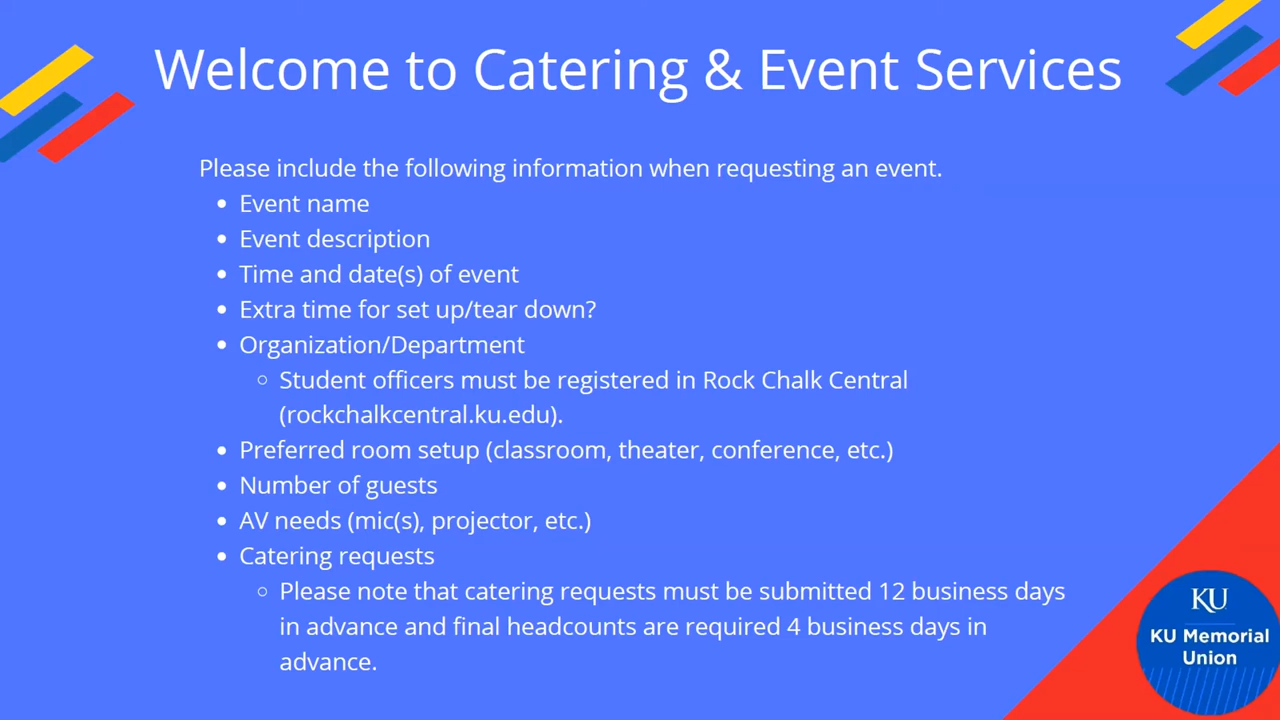 Welcome to Catering & Event Services
Please include the following information when requesting an event.
• Event name
• Event description
• Time and date(s) of event
• Extra time for set up/tear down?
• Organization/Department
○ Student officers must be registered in Rock Chalk Central
(rockchalkcentral.ku.edu).
• Preferred room setup (classroom, theater, conference, etc.)
• Number of guests
• AV needs (mic(s), projector, etc.)
• Catering requests
○ Please note that catering requests must be submitted 12 business days
in advance and final headcounts are required 4 business days in
advance.
KU
KU Memorial
Union